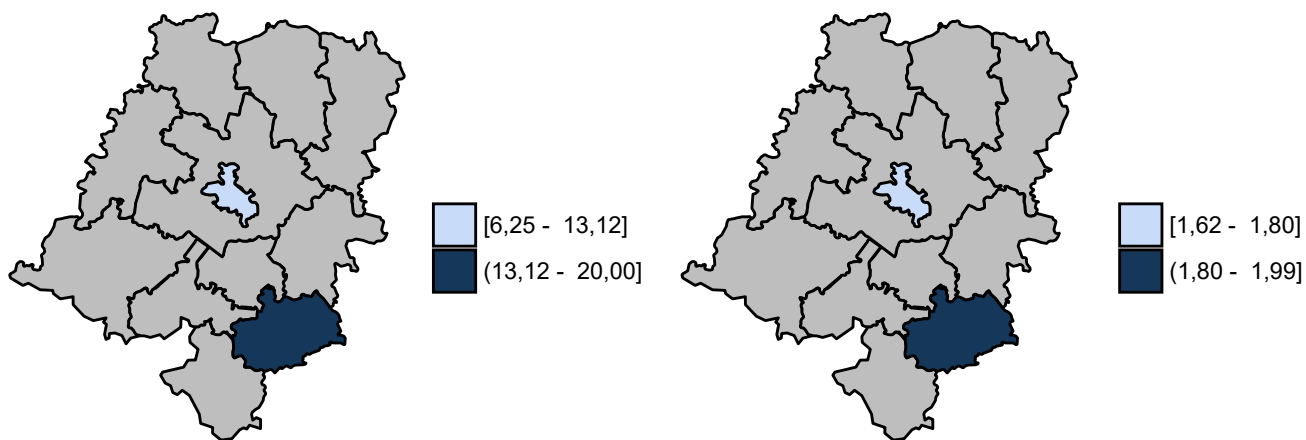 [6,25 - 13,12]
(13,12 - 20,00]
[1,62 - 1,80]
(1,80 - 1,99]